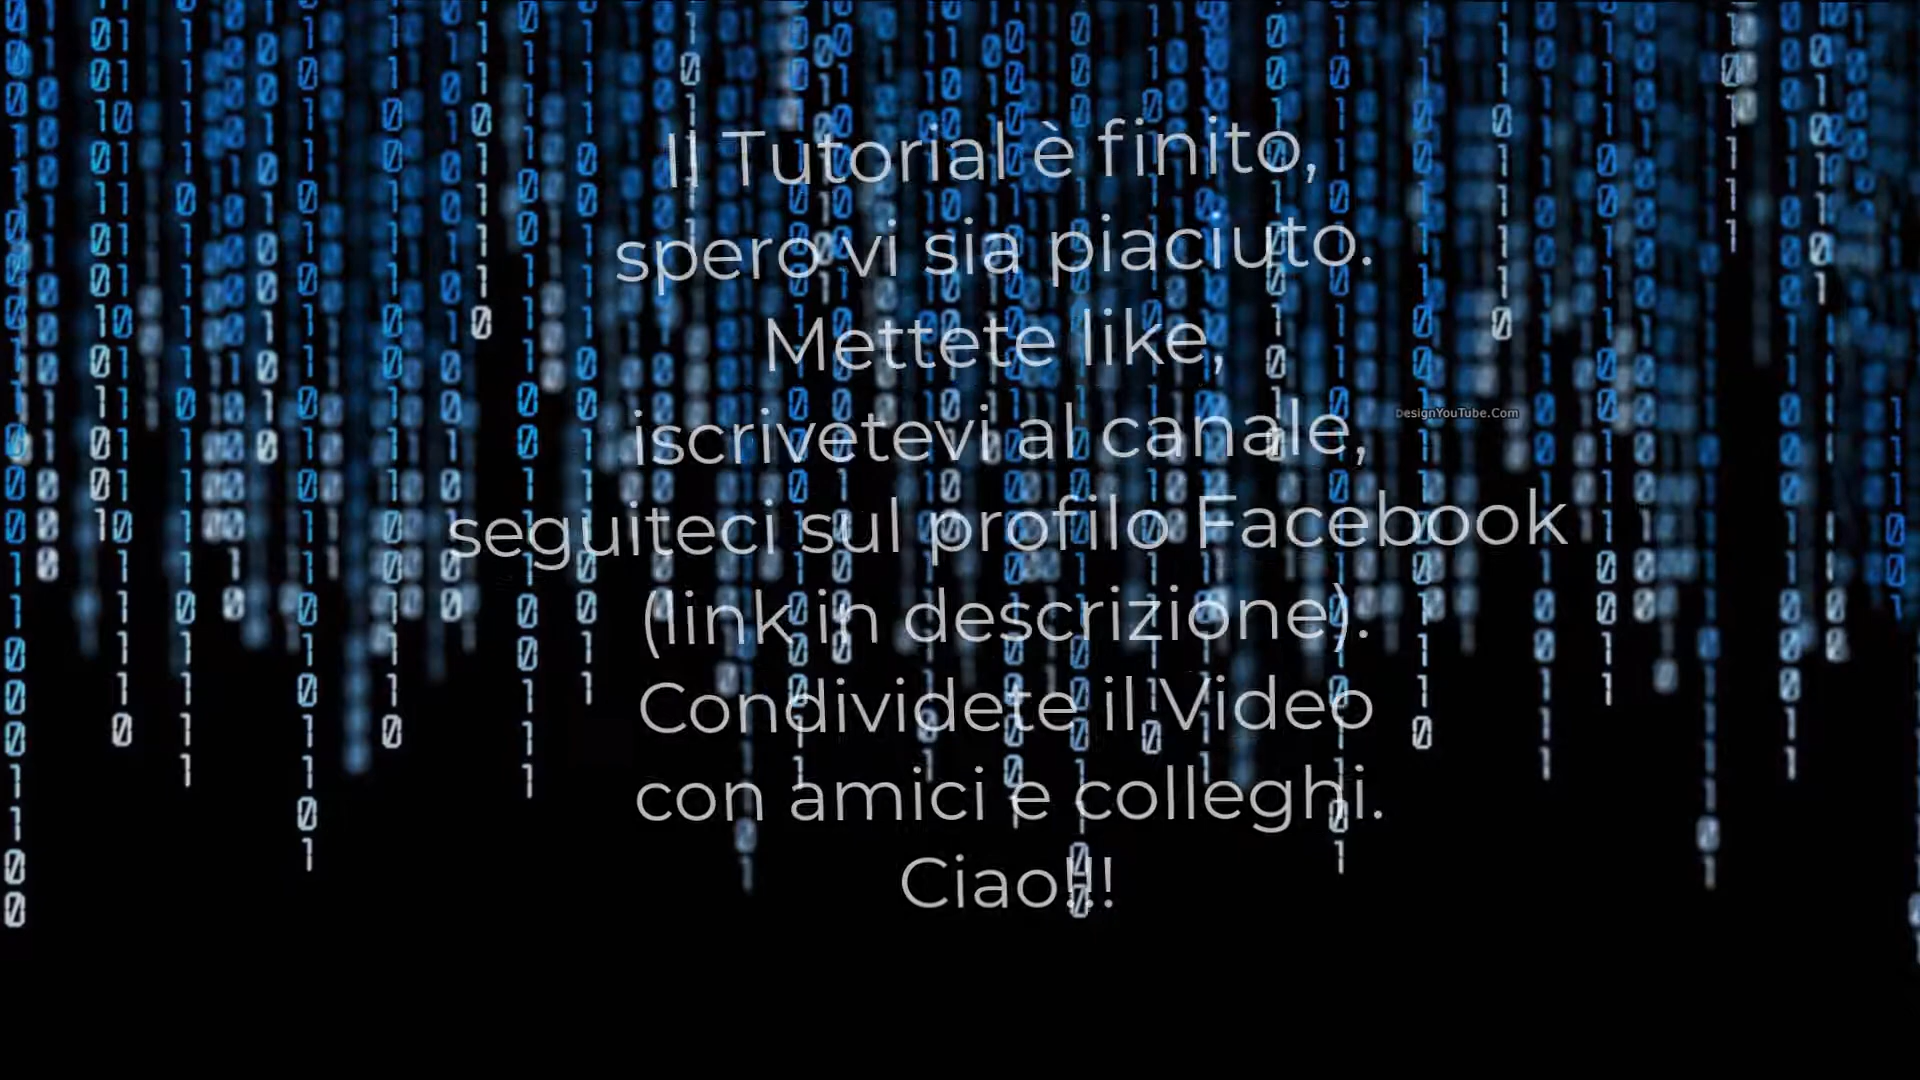 Il Tutorial è finito,
spero vi sia piaciuto.
Mettete like,
iscrivetevi al canale,
DesignYouTube.Com
seguiteci sul profilo Facebook
(link in descrizione).
Condividete il Video
con amici e colleghi.
Ciao!!!